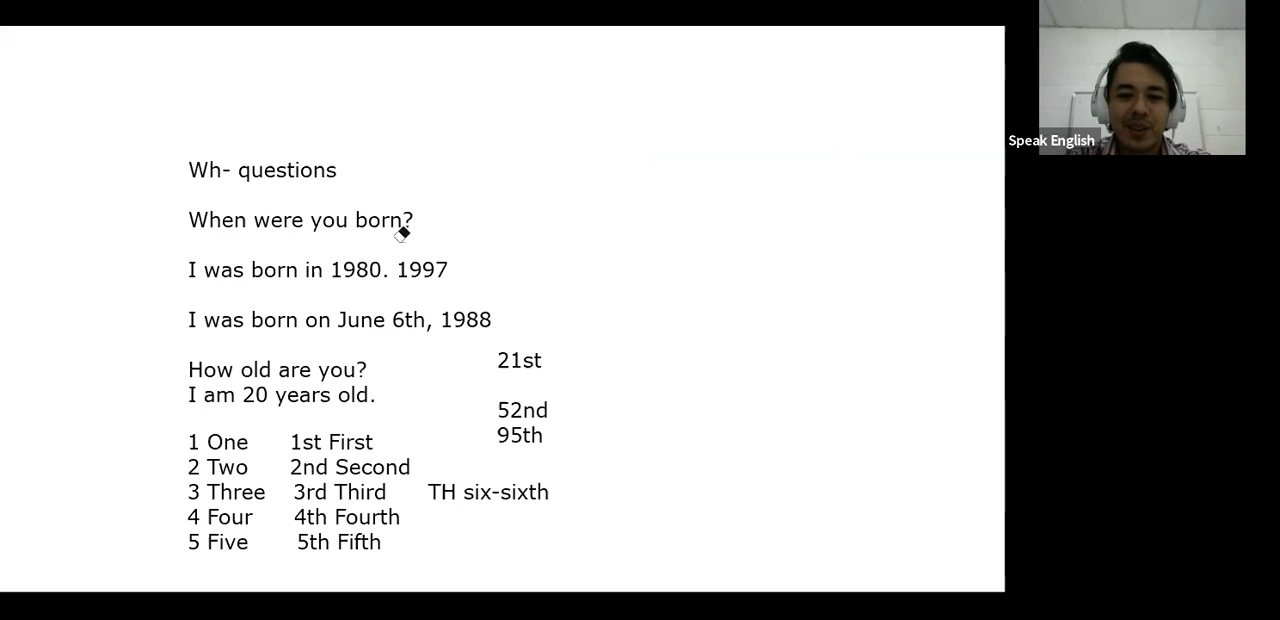 Wh- questions
When were you born?
I was born in 1980. 1997
I was born on June 6th, 1988
How old are you?
I am 20 years old.
21st
52nd
95th
1 One 1st First
2 Two 2nd Second
3 Three 3rd Third TH six-sixth
4 Four 4th Fourth
5 Five 5th Fifth
Speak English